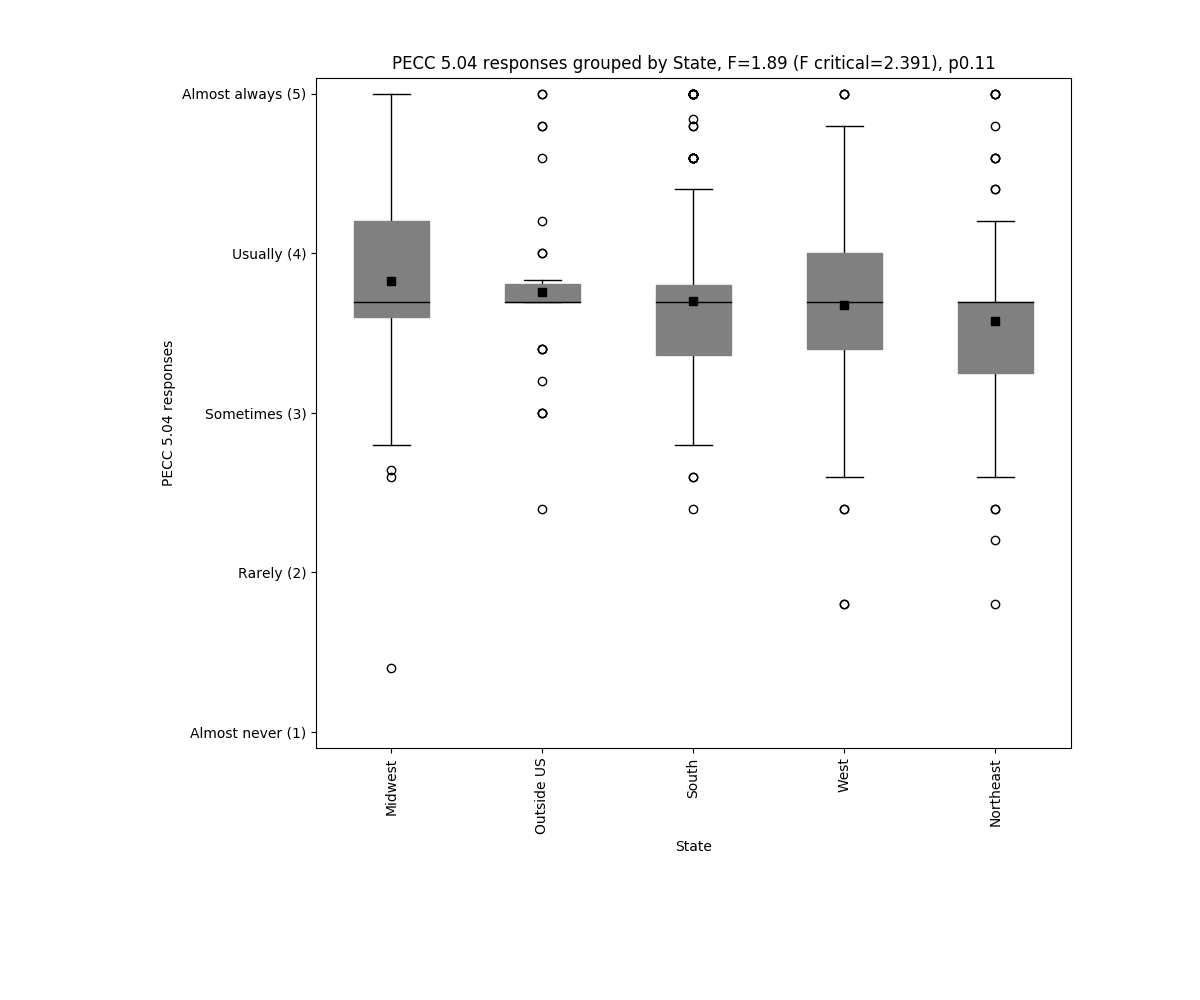 PECC 5.04 responses grouped by State, F=1.89 (F critical=2.391), p0.11
Almost always (5)
Usually (4)
Sometimes (3)
Rarely (2)
Almost never (1)
PECC 5.04 responses
Midwest
Outside US
South
West
Northeast
State